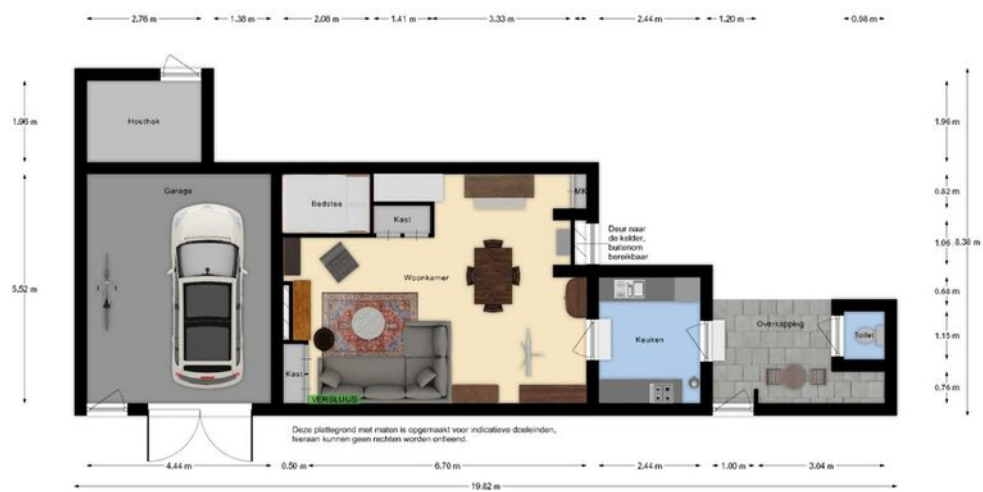 2.76 m 1.38 m 2.08 m 1.41 m 3.33 m 2.44 m 1.20 m 0.98 m
1.96 m
Houthok
1.96 m
Garage
Bedstee
Kast
MK
0.82 m
Deur naar
de kelder,
buitenom
bereikbaar
1.06
8.38 m
Woonkamer
5.52 m
0.68 m
Overkapping
Keuken
Toilet
1.15 m
Kast
0.76 m
VERSLUIJS
Deze plattegrond met maten is opgemaakt voor indicatieve doeleinden,
hieraan kunnen geen rechten worden ontleend.
4.44 m 0.50 m 6.70 m 2.44 m 1.00 m 3.04 m
19.82 m